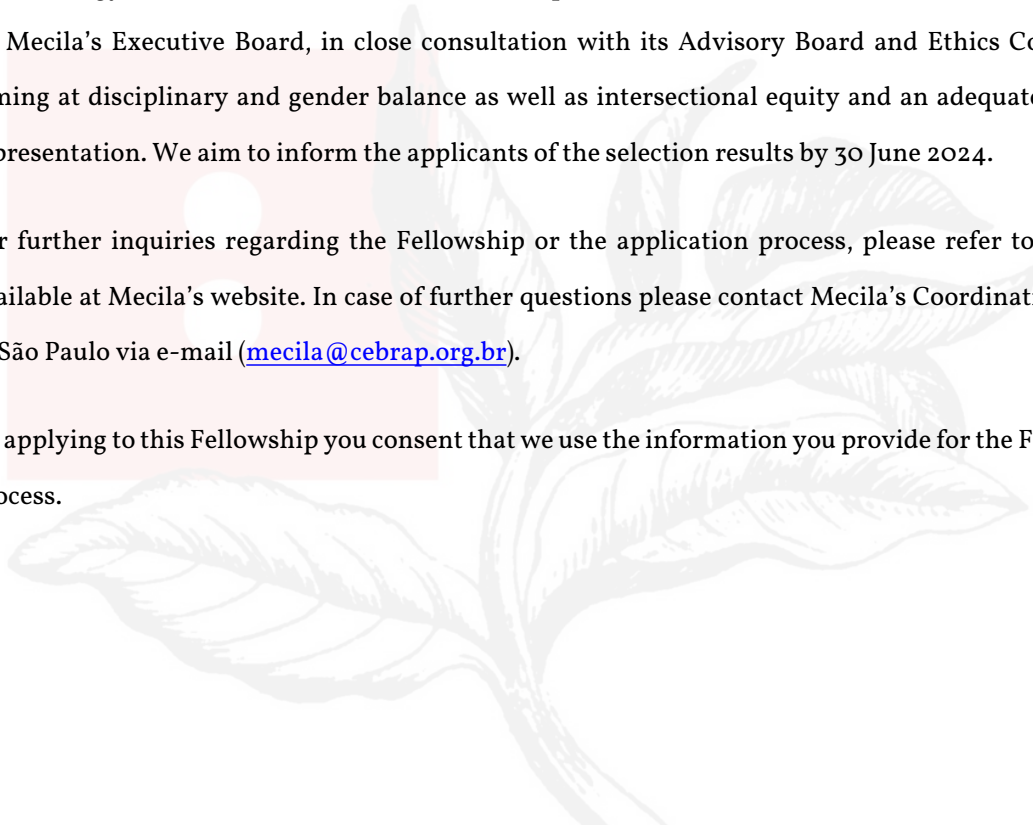 Mecila’s Executive Board, in close consultation with its Advisory Board and Ethics Co
ning at disciplinary and gender balance as well as intersectional equity and an adequat
presentation. We aim to inform the applicants of the selection results by 30 June 2024.
r further inquiries regarding the Fellowship or the application process, please refer to
ailable at Mecila’s website. In case of further questions please contact Mecila’s Coordinat
São Paulo via e-mail (mecila@cebrap.org.br).
applying to this Fellowship you consent that we use the information you provide for the F
ocess.